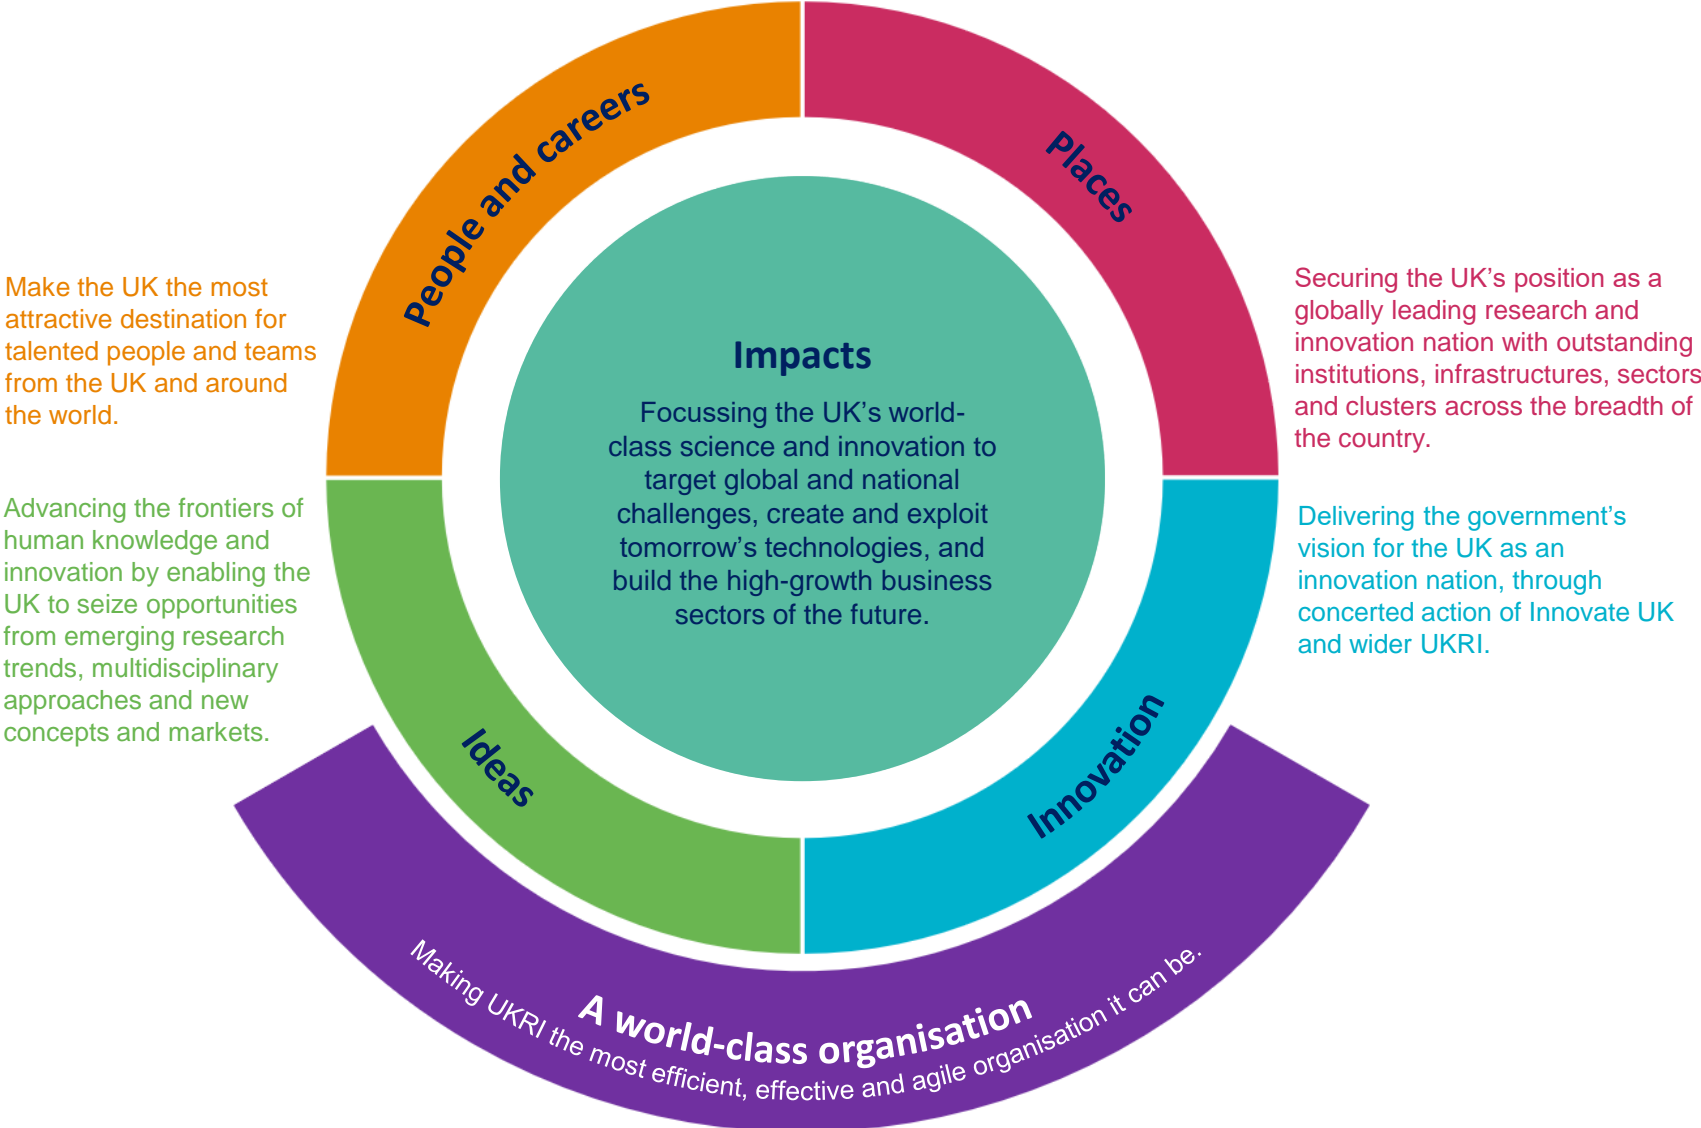 People and careers
Places
Make the UK the most
attractive destination for
talented people and teams
from the UK and around
the world.
Securing the UK’s position as a
globally leading research and
innovation nation with outstanding
institutions, infrastructures, sectors
and clusters across the breadth of
the country.
Impacts
Focussing the UK’s world-
class science and innovation to
target global and national
challenges, create and exploit
tomorrow’s technologies, and
build the high-growth business
sectors of the future.
Advancing the frontiers of
human knowledge and
innovation by enabling the
UK to seize opportunities
from emerging research
trends, multidisciplinary
approaches and new
concepts and markets.
Delivering the government’s
vision for the UK as an
innovation nation, through
concerted action of Innovate UK
and wider UKRI.
Ideas
Innovation
A world-class organisation
Making UKRI the most efficient, effective and agile organisation it can be.